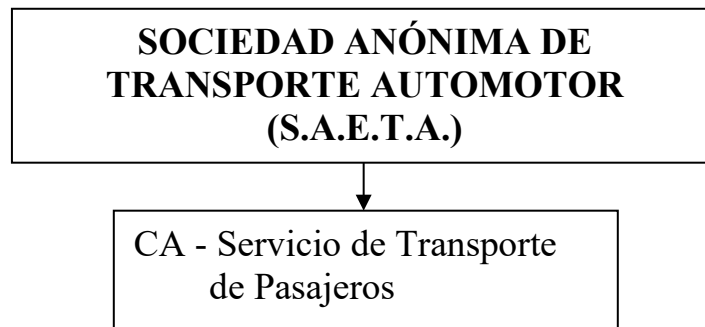 SOCIEDAD ANÓNIMA DE
TRANSPORTE AUTOMOTOR
(S.A.E.T.A.)
CA - Servicio de Transporte
de Pasajeros